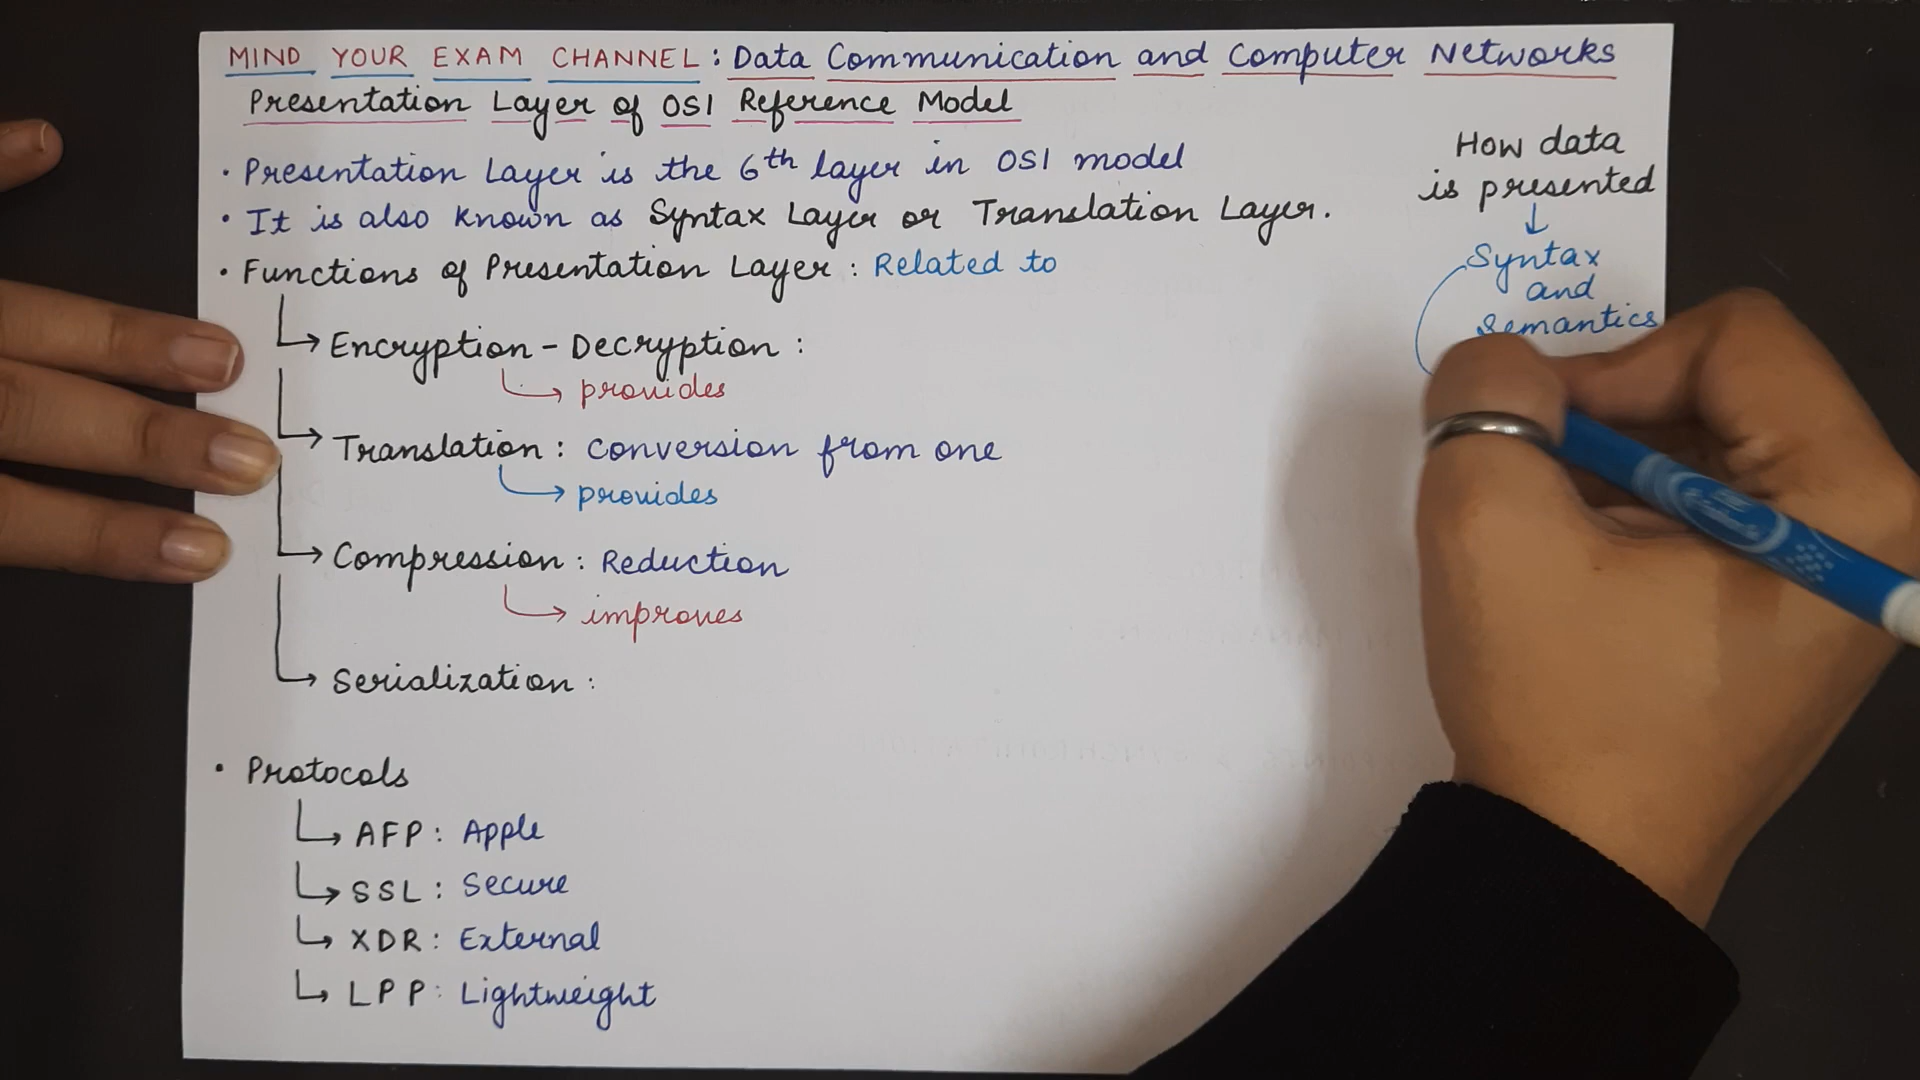 MIND YOUR EXAM CHANNEL: Data Communication and Computer Networks
Presentation Layer of OSI Reference Model
• Presentation Layer is the 6th layer in OSI model
• It is also known as Syntax Layer or Translation Layer.
• Functions of Presentation Layer: Related to
Encryption - Decryption:
provides
Translation: Conversion from one
provides
Compression: Reduction
improves
Serialization:
• Protocols
AFP: Apple
SSL: Secure
XDR: External
LPP: Lightweight
How data
is presented
Syntax
and
Semantics